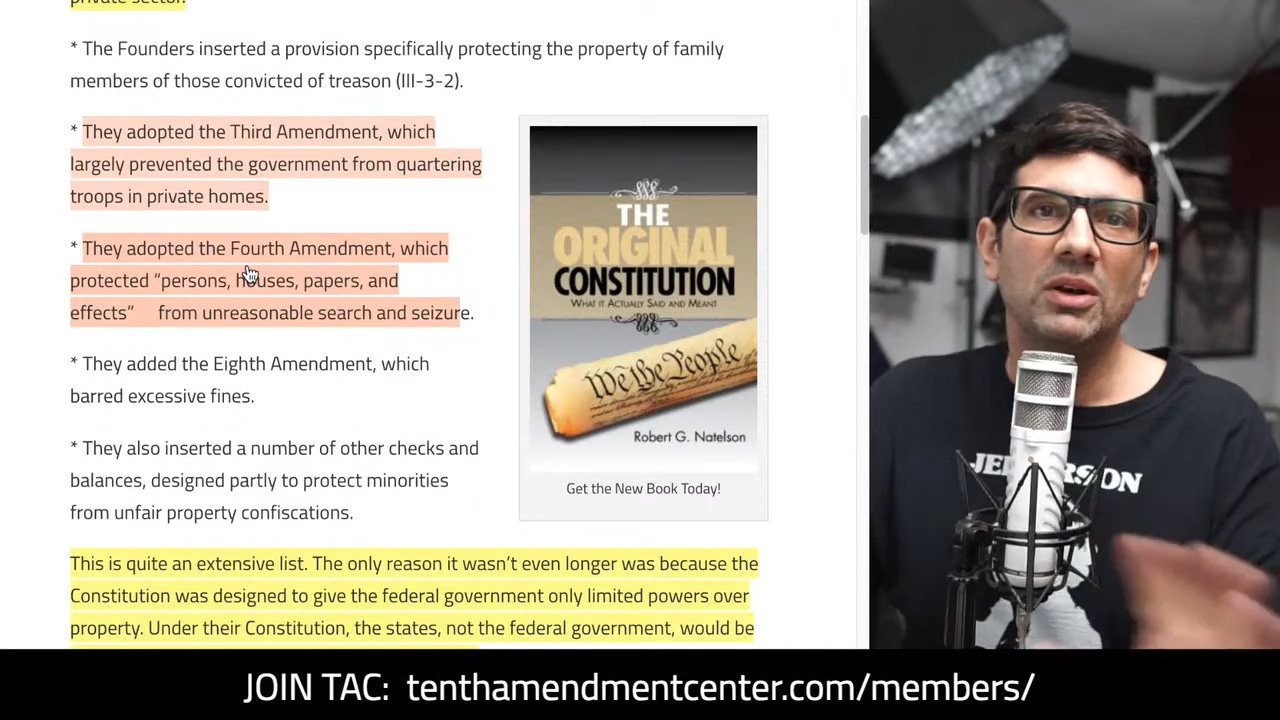 private sector.
* The Founders inserted a provision specifically protecting the property of family
members of those convicted of treason (III-3-2).
* They adopted the Third Amendment, which
largely prevented the government from quartering
troops in private homes.
* They adopted the Fourth Amendment, which
protected “persons, houses, papers, and
effects“ from unreasonable search and seizure.
* They added the Eighth Amendment, which
barred excessive fines.
* They also inserted a number of other checks and
balances, designed partly to protect minorities
from unfair property confiscations.
THE
ORIGINAL
CONSTITUTION
WHAT IT ACTUALLY SAID AND MEANT
We the People
Robert G. Natelson
Get the New Book Today!
This is quite an extensive list. The only reason it wasn’t even longer was because the
Constitution was designed to give the federal government only limited powers over
property. Under their Constitution, the states, not the federal government, would be
JEFFERSON
JOIN TAC: tenthamendmentcenter.com/members/